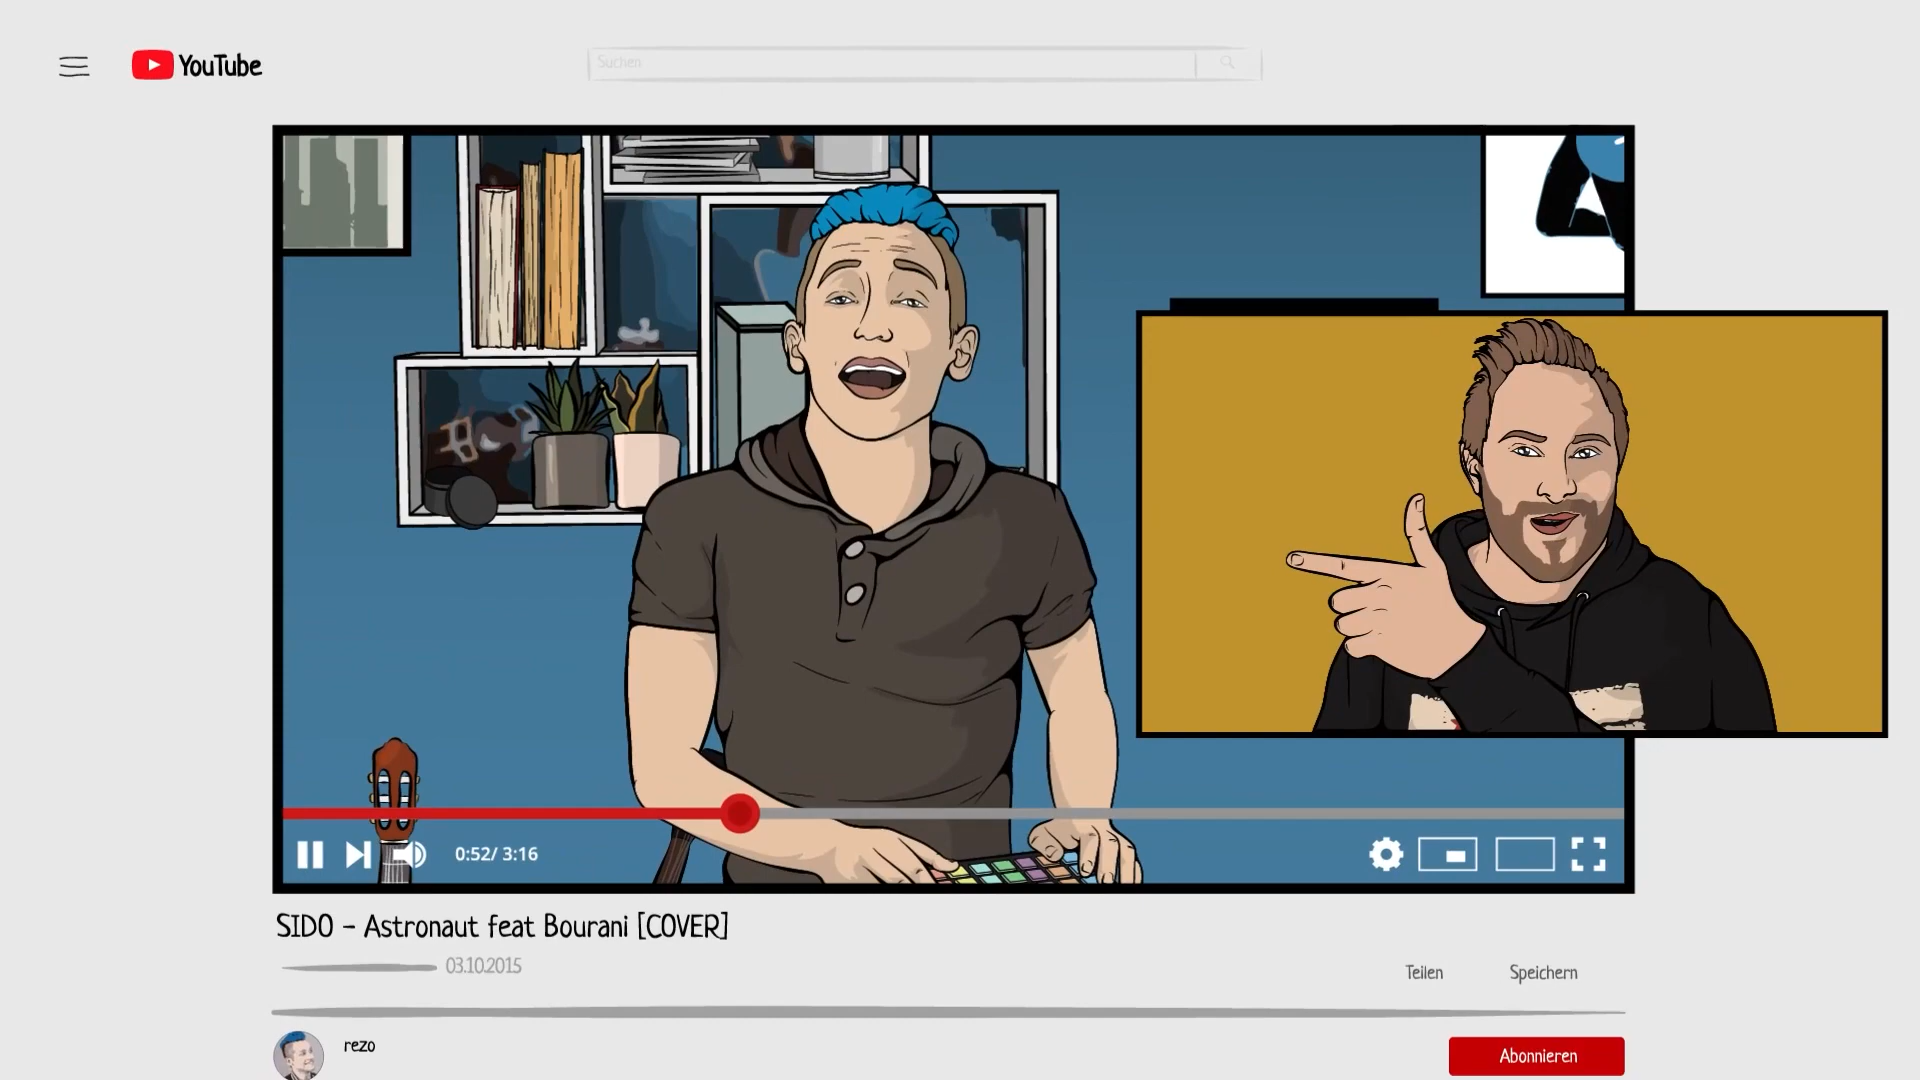 YouTube
Suchen
0:52/ 3:16
SIDO - Astronaut feat Bourani [COVER]
03.10.2015
Teilen
Speichern
rezo
Abonnieren